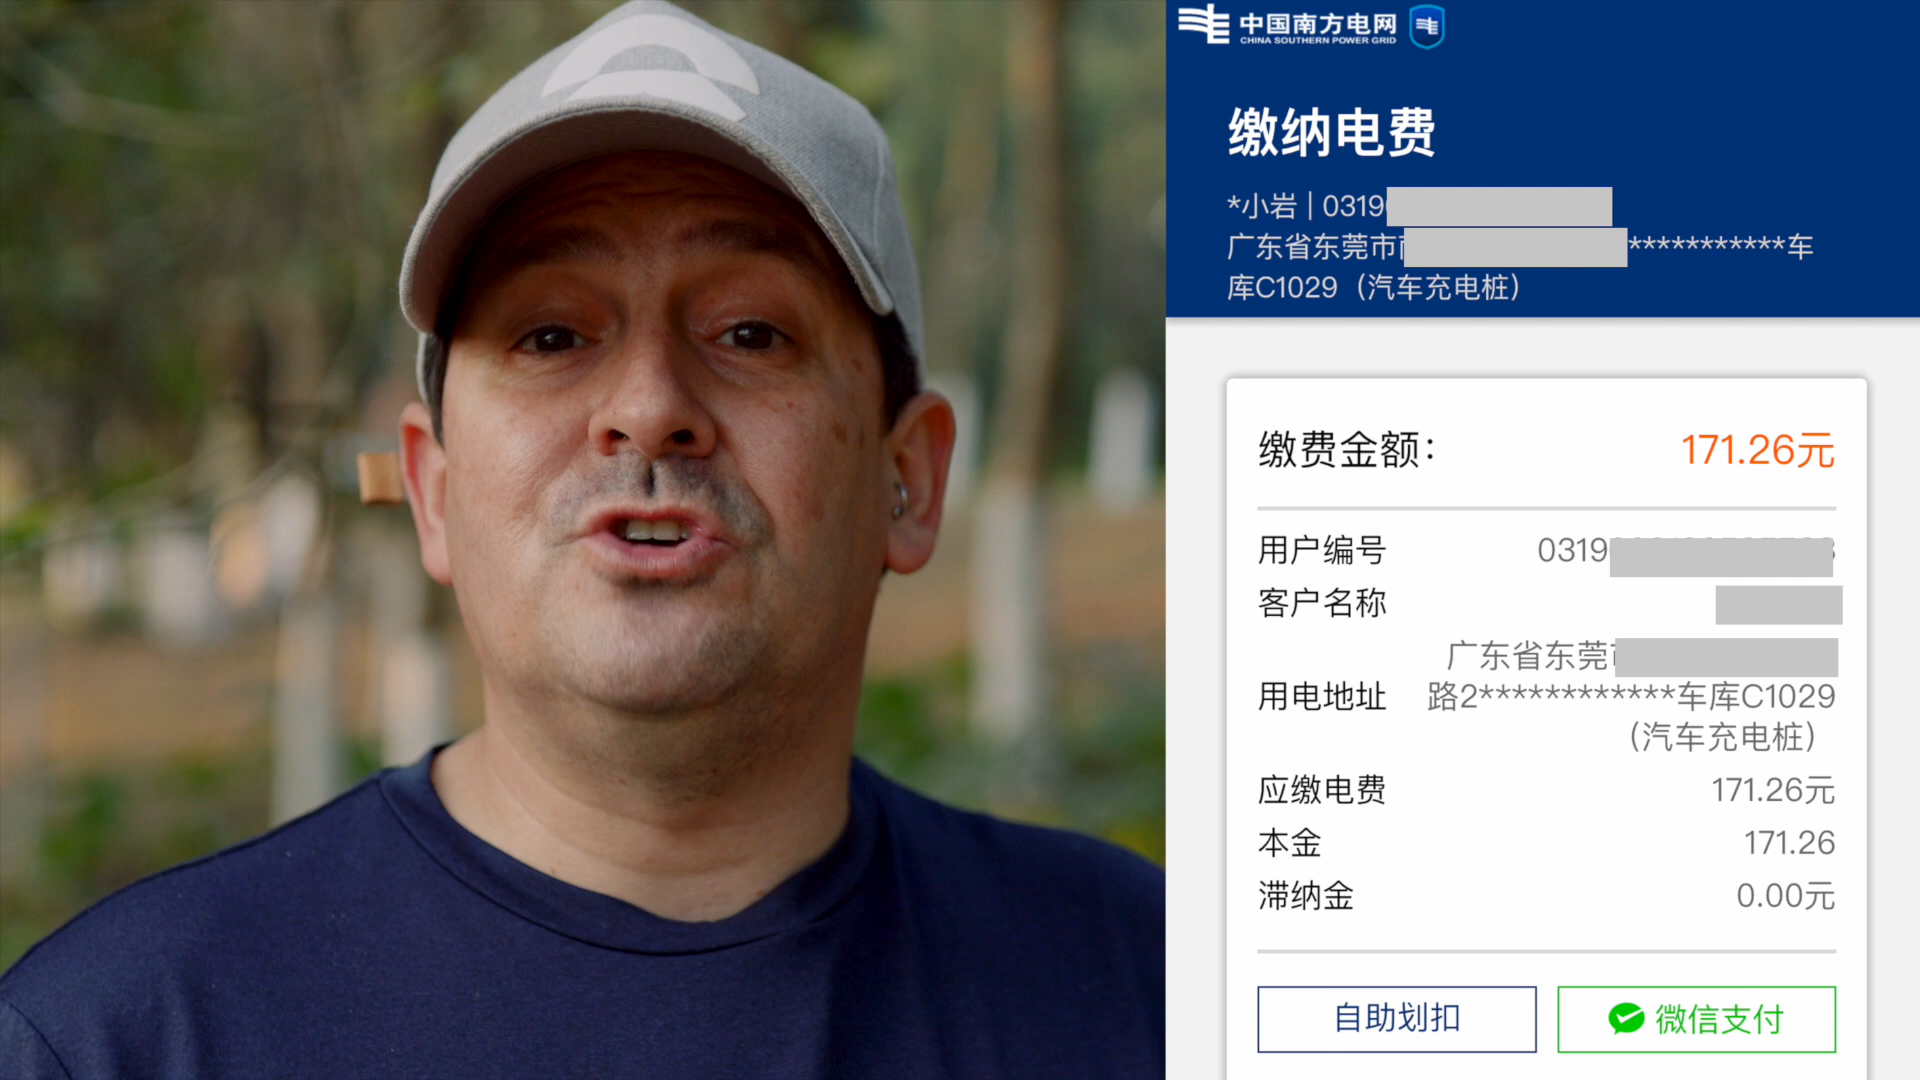 中国南方电网
CHINA SOUTHERN POWER GRID
缴纳电费
*小岩 | 0319
广东省东莞市
***********车
库C1029（汽车充电桩）
缴费金额： 171.26元
用户编号 0319
客户名称
广东省东莞
用电地址 路2************车库C1029
（汽车充电桩）
应缴电费 171.26元
本金 171.26
滞纳金 0.00元
自助划扣 微信支付